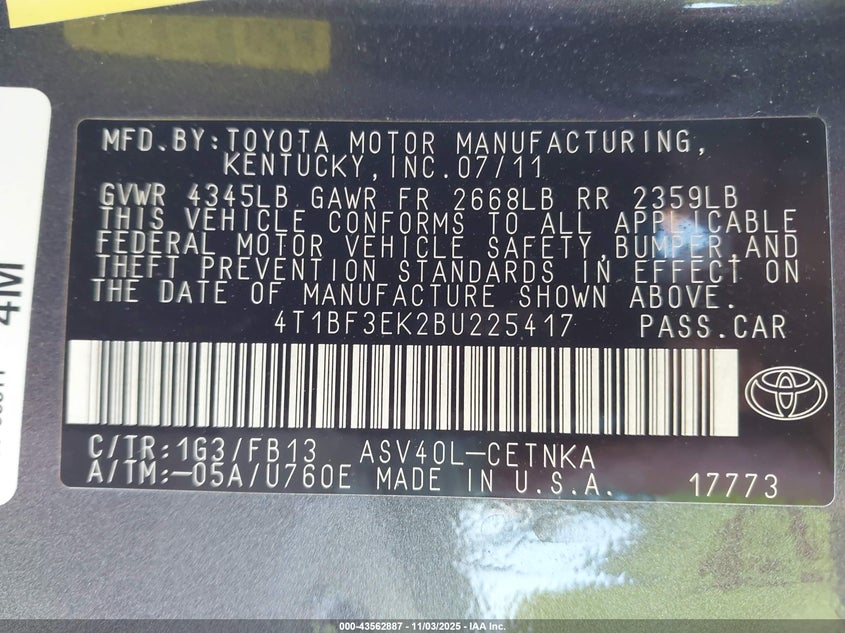 MFD.BY:TOYOTA MOTOR MANUFACTURING,
KENTUCKY,INC.07/11
GVWR 4345LB GAWR FR 2668LB RR 2359LB
THIS VEHICLE CONFORMS TO ALL APPLICABLE
FEDERAL MOTOR VEHICLE SAFETY,BUMPER,AND
THEFT PREVENTION STANDARDS IN EFFECT ON
THE DATE OF MANUFACTURE SHOWN ABOVE.
4T1BF3EK2BU225417 PASS.CAR
C/TR:1G3/FB13 ASV40L-CETNKA
A/TM:-05A/U760E MADE IN U.S.A. 17773
4M
000-43562887 - 11/03/2025 - IAA Inc.